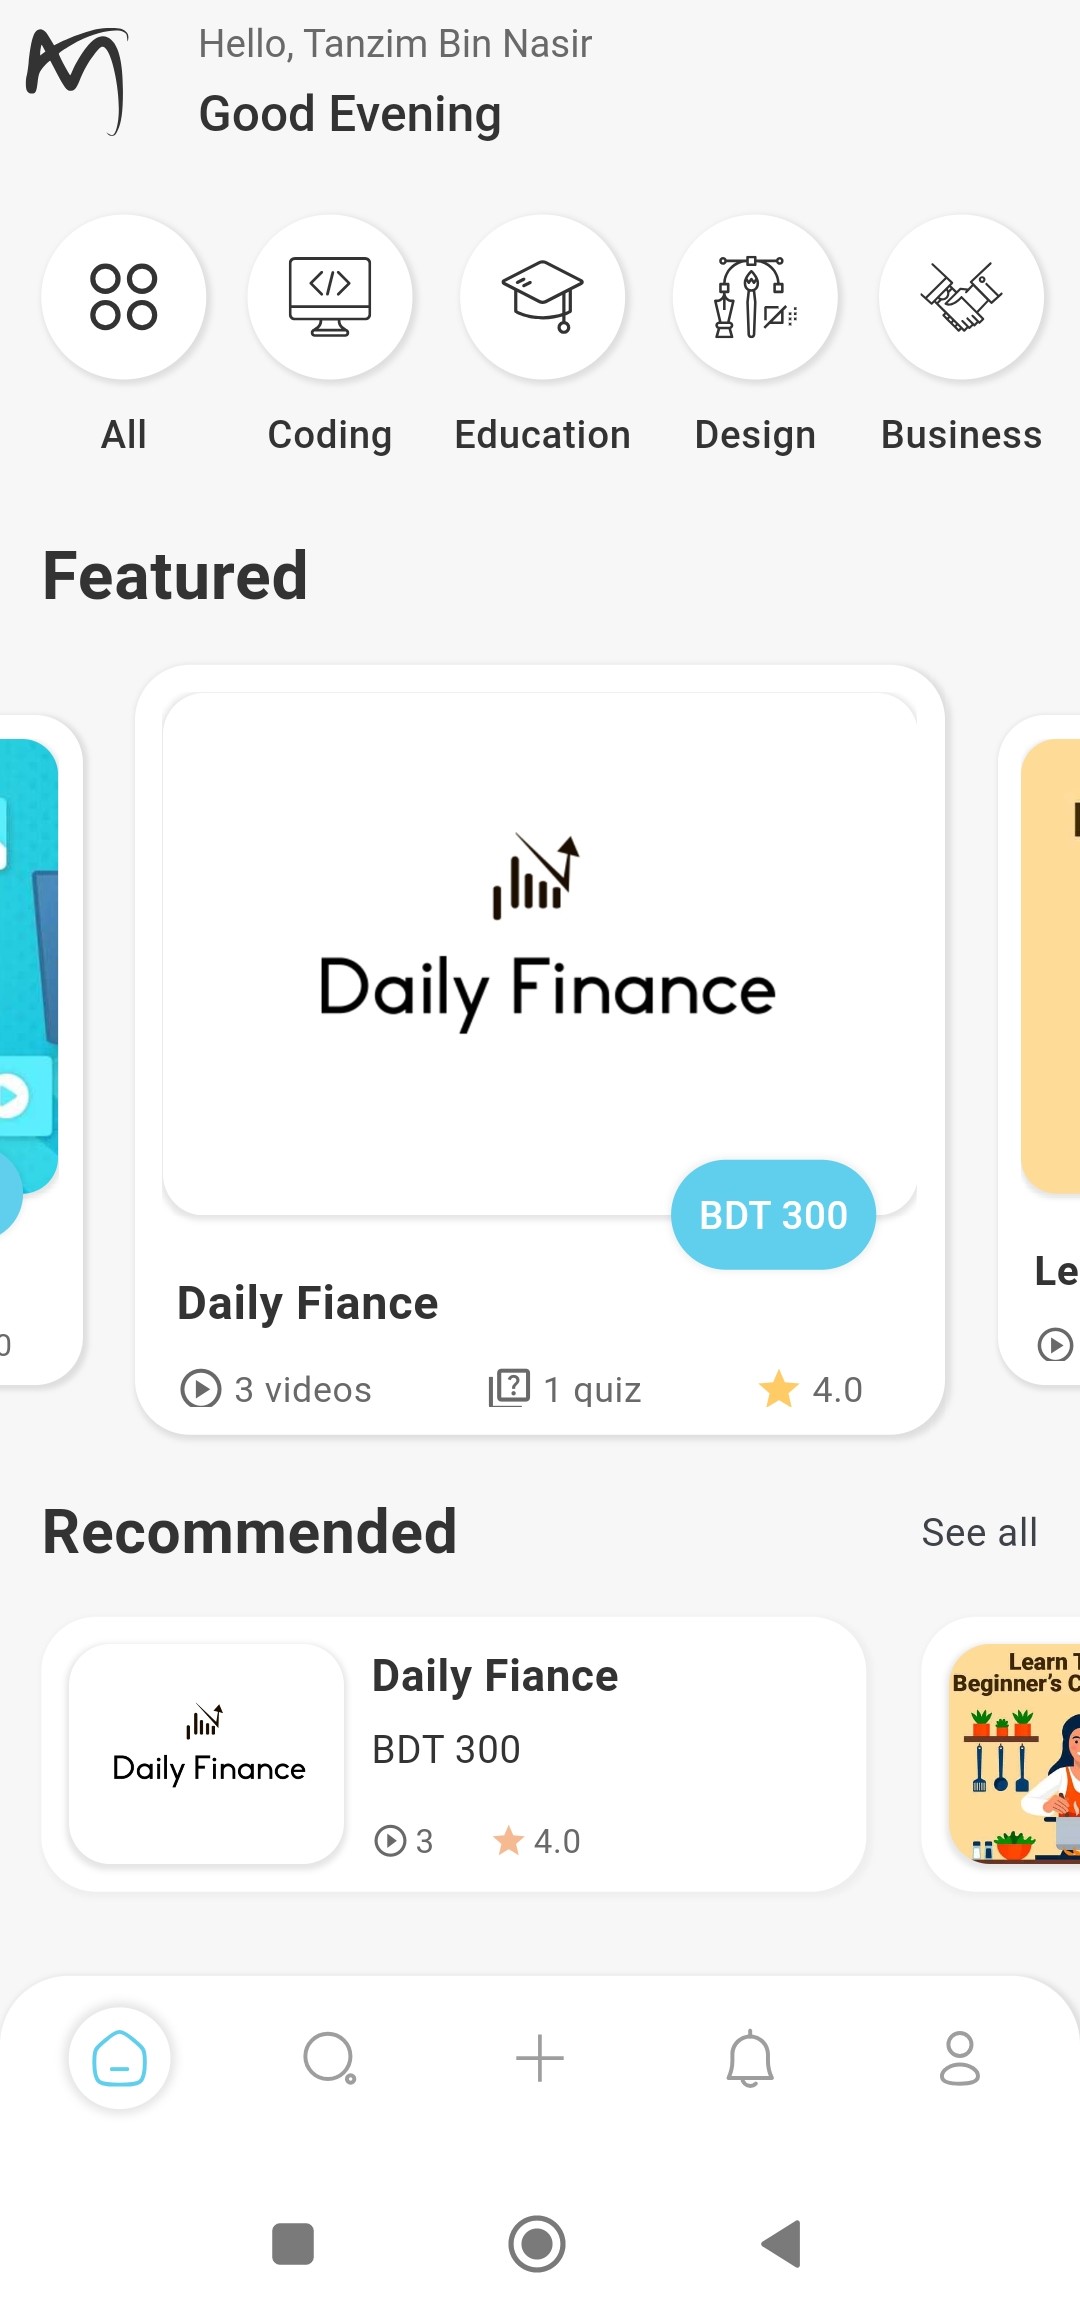 Hello, Tanzim Bin Nasir
Good Evening
All
Coding
Education
Design
Business
Featured
Daily Finance
BDT 300
Daily Fiance
3 videos
1 quiz
4.0
0
Le
Recommended
See all
Daily Finance
Daily Fiance
BDT 300
3
4.0
Learn T
Beginner's C